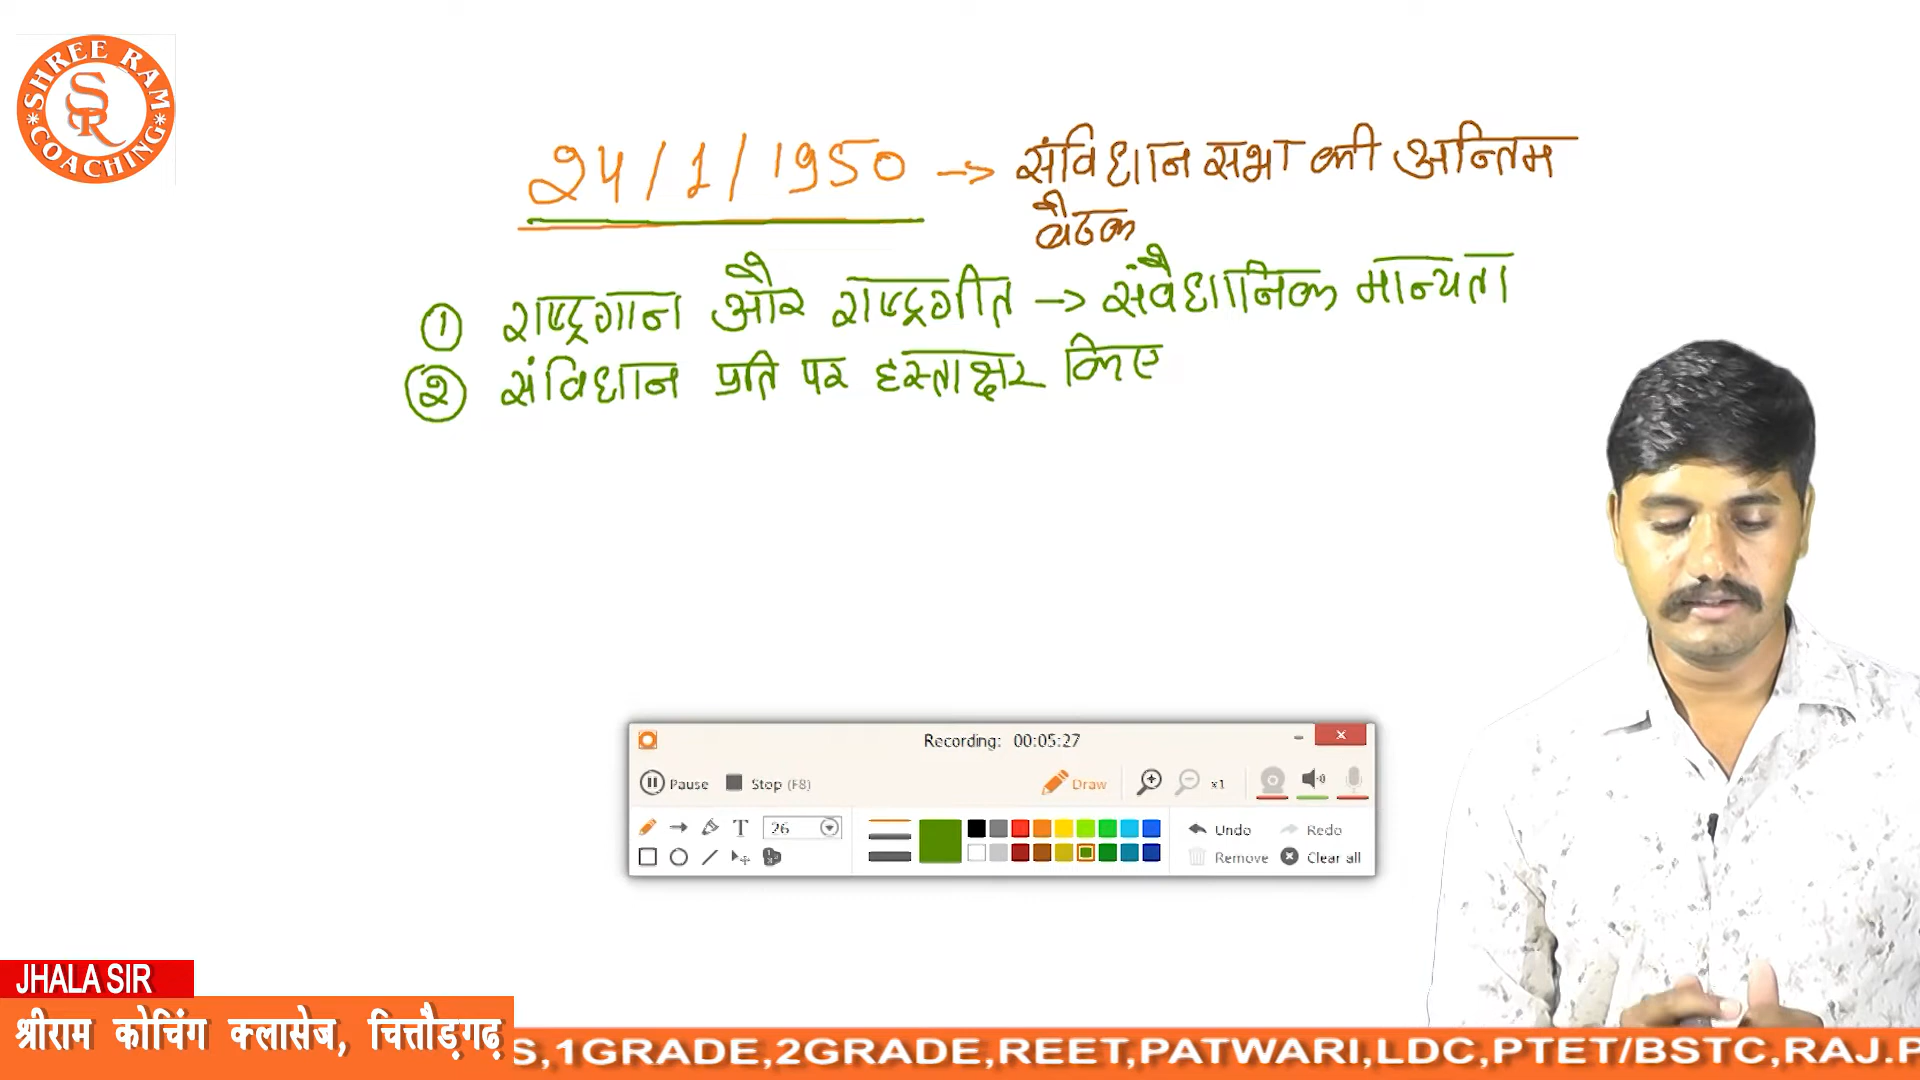 SHREE RAM
SR
COACHING
24/1/1950 → संविधान सभा की अन्तिम
बैठक
① राष्ट्रगान और राष्ट्रगीत → संवैधानिक मान्यता
② संविधान प्रति पर हस्ताक्षर किए
Recording: 00:05:27
Pause Stop (F8) Draw x1
T 26 Undo Redo
Remove Clear all
JHALA SIR
श्रीराम कोचिंग क्लासेज, चित्तौड़गढ़
S,1GRADE,2GRADE,REET,PATWARI,LDC,PTET/BSTC,RAJ.P